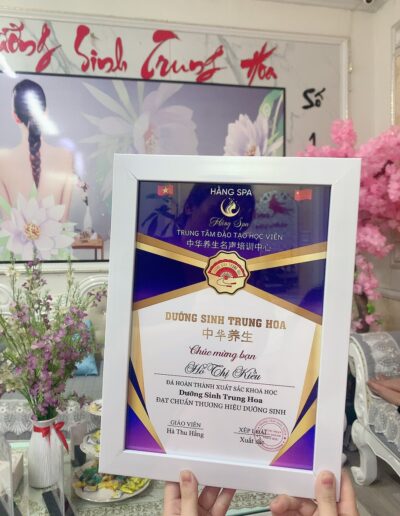 Dưỡng Sinh Trung Hoa
Số
1
HẰNG SPA
Hằng Spa
TRUNG TÂM ĐÀO TẠO HỌC VIÊN
中华养生名声培训中心
DƯỠNG SINH TRUNG HOA
中华养生
Chúc mừng bạn
Hồ Thị Kiều
ĐÃ HOÀN THÀNH XUẤT SẮC KHOÁ HỌC
Dưỡng Sinh Trung Hoa
ĐẠT CHUẨN THƯƠNG HIỆU DƯỠNG SINH
GIÁO VIÊN
Hà Thu Hằng
XẾP LOẠI
Xuất sắc